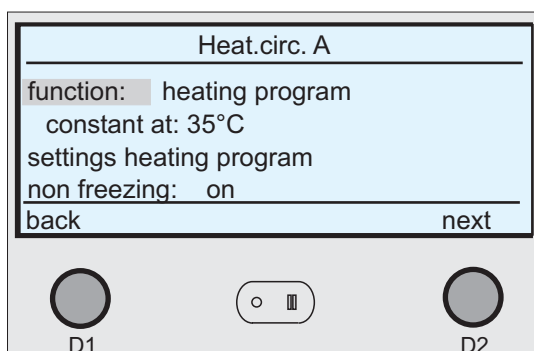 Heat.circ. A
function: heating program
constant at: 35°C
settings heating program
non freezing: on
back next
D1 D2